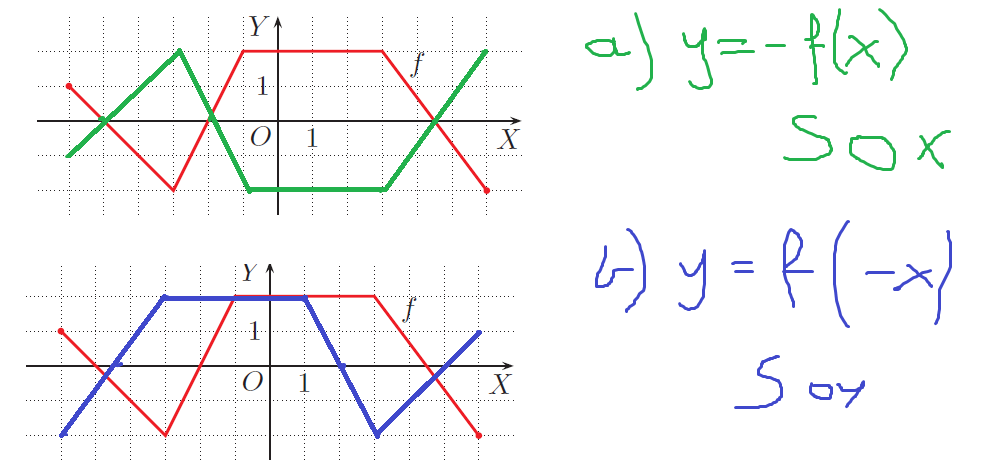 Y
f
1
O
1
X
a) y = - f(x)
S OX
Y
f
1
O
1
X
b) y = f(-x)
S OY